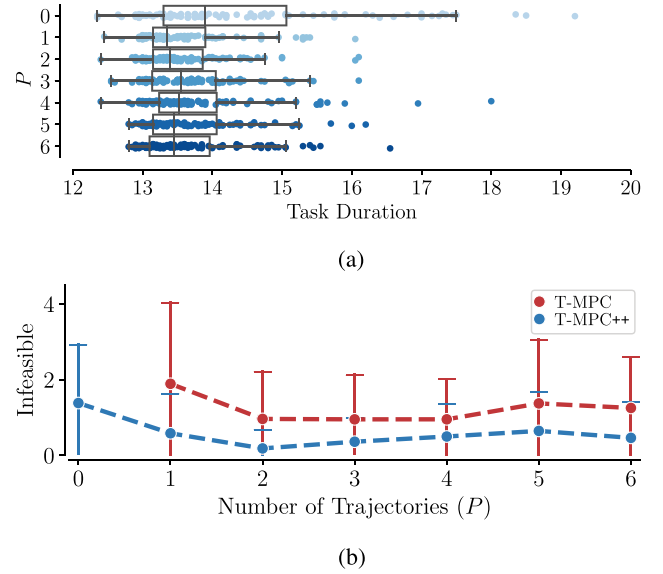 0
1
2
3
4
5
6
P
12 13 14 15 16 17 18 19 20
Task Duration
(a)
4
2
0
Infeasible
T-MPC
T-MPC++
0 1 2 3 4 5 6
Number of Trajectories (P)
(b)